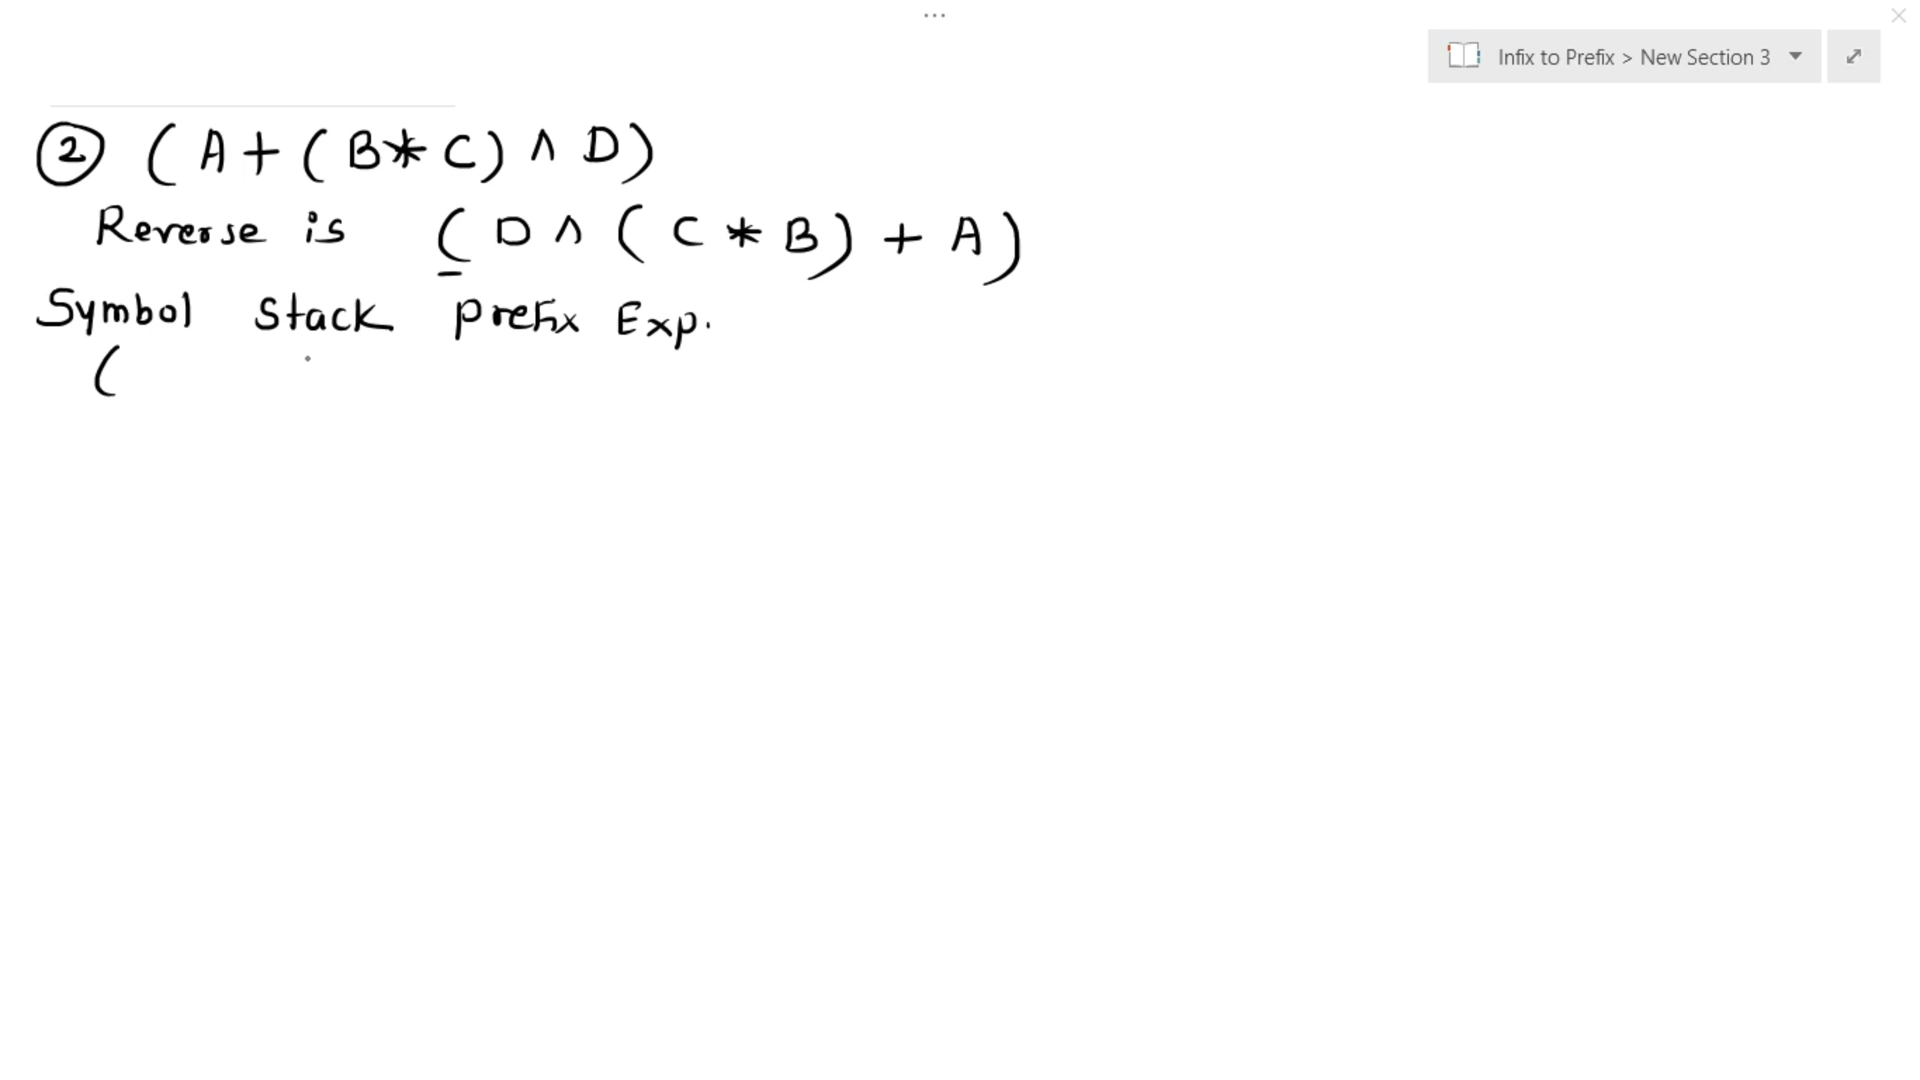 ...
Infix to Prefix > New Section 3
② (A+(B*C)^D)
Reverse is (D^(C*B)+A)
Symbol Stack Prefix Exp.
(